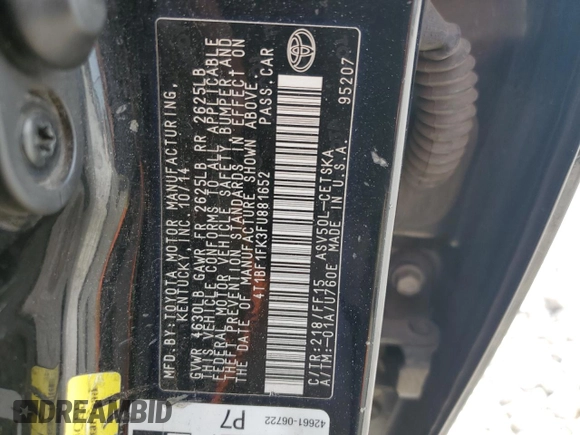 MFD. BY: TOYOTA MOTOR MANUFACTURING,
KENTUCKY, INC. 10/14
GVWR 4630LB GAWR FR 2625LB RR 2625LB
THIS VEHICLE CONFORMS TO ALL APPLICABLE
FEDERAL MOTOR VEHICLE SAFETY, BUMPER, AND
THEFT PREVENTION STANDARDS IN EFFECT ON
THE DATE OF MANUFACTURE SHOWN ABOVE.
4T1BF1FK3FU881652 PASS. CAR
C/TR:218/FF15 ASV50L-CETSKA
A/TM:-01A/U760E MADE IN U.S.A. 95207
TOYOTA
42661-06722
P7
DIDIWANT.COM